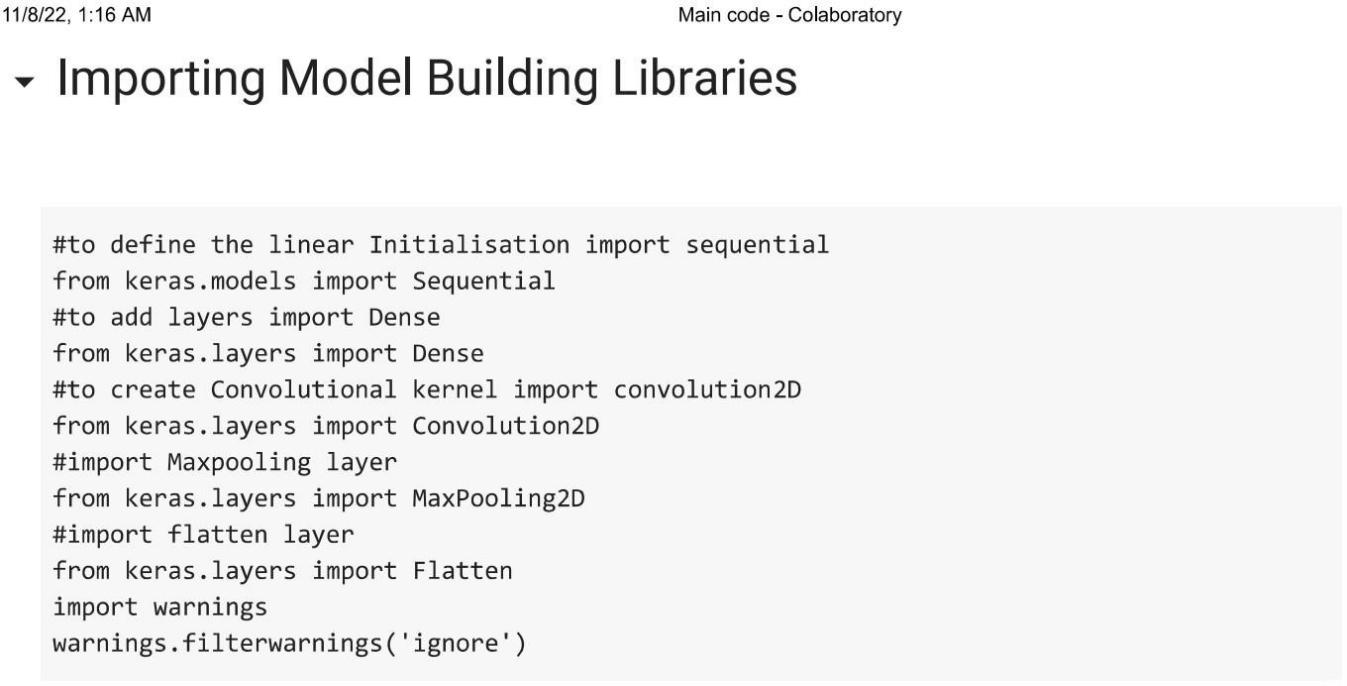 11/8/22, 1:16 AM Main code - Colaboratory
Importing Model Building Libraries
#to define the linear Initialisation import sequential
from keras.models import Sequential
#to add layers import Dense
from keras.layers import Dense
#to create Convolutional kernel import convolution2D
from keras.layers import Convolution2D
#import Maxpooling layer
from keras.layers import MaxPooling2D
#import flatten layer
from keras.layers import Flatten
import warnings
warnings.filterwarnings('ignore')